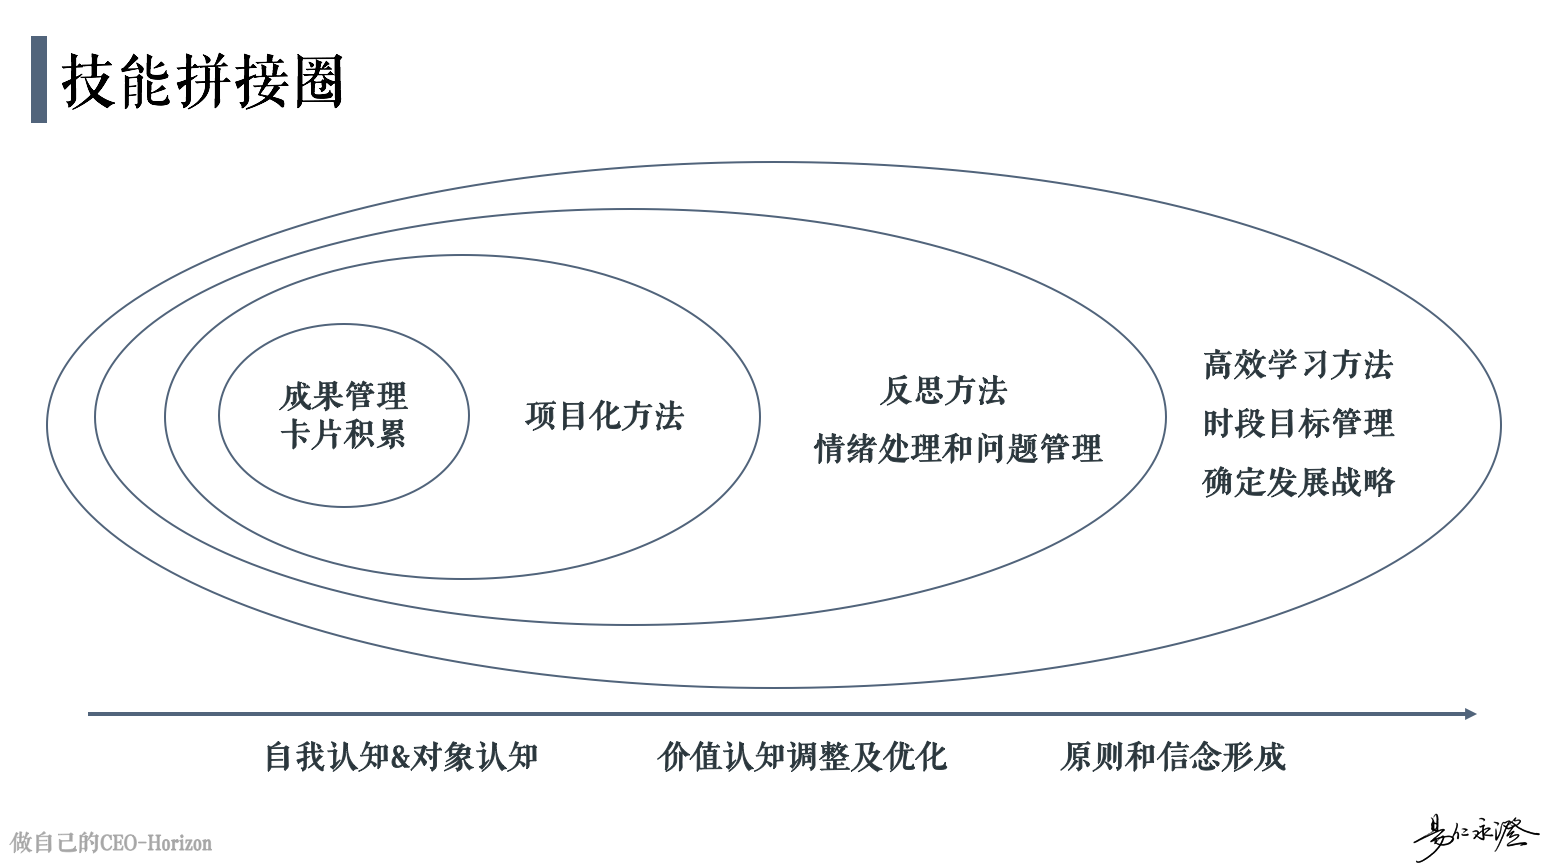 技能拼接圈
成果管理
卡片积累
项目化方法
反思方法
情绪处理和问题管理
高效学习方法
时段目标管理
确定发展战略
自我认知&对象认知
价值认知调整及优化
原则和信念形成
做自己的CEO-Horizon
易仁永澄